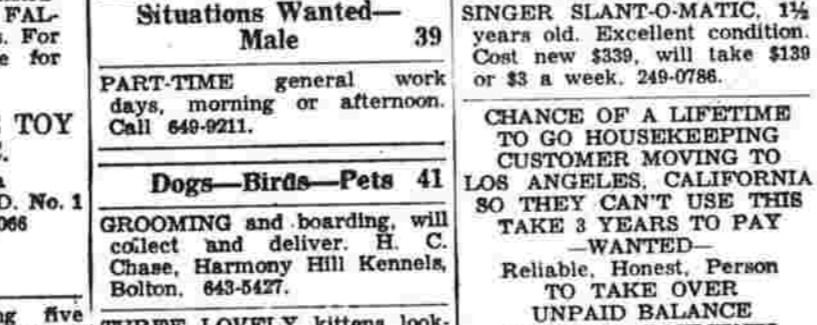 FAL-
For
for
TOY
D. No. 1
066
five
Situations Wanted—
Male 39
PART-TIME general work
days, morning or afternoon.
Call 649-9211.
Dogs—Birds—Pets 41
GROOMING and boarding, will
collect and deliver. H. C.
Chase, Harmony Hill Kennels,
Bolton. 643-5427.
THREE LOVELY kittens look-
SINGER SLANT-O-MATIC, 1½
years old. Excellent condition.
Cost new $339, will take $139
or $3 a week. 249-0786.
CHANCE OF A LIFETIME
TO GO HOUSEKEEPING
CUSTOMER MOVING TO
LOS ANGELES, CALIFORNIA
SO THEY CAN'T USE THIS
TAKE 3 YEARS TO PAY
—WANTED—
Reliable, Honest, Person
TO TAKE OVER
UNPAID BALANCE